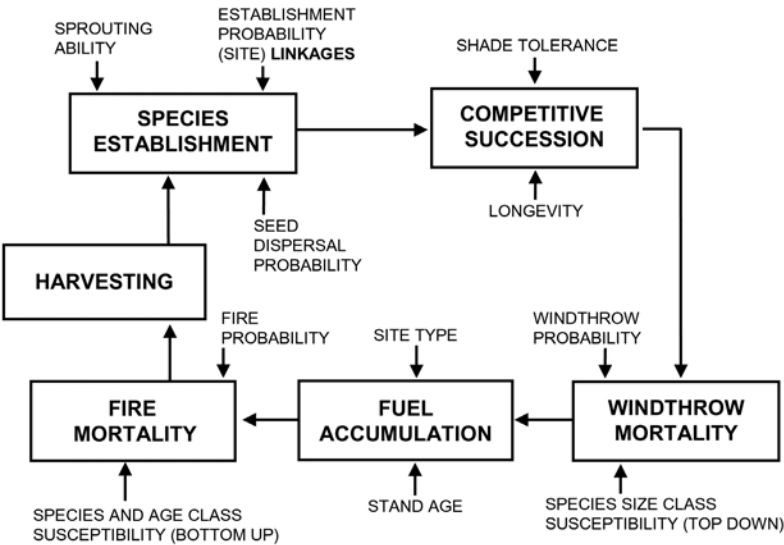 SPROUTING
ABILITY
ESTABLISHMENT
PROBABILITY
(SITE) LINKAGES
SHADE TOLERANCE
SPECIES
ESTABLISHMENT
COMPETITIVE
SUCCESSION
SEED
DISPERSAL
PROBABILITY
LONGEVITY
HARVESTING
FIRE
PROBABILITY
SITE TYPE
WINDTHROW
PROBABILITY
FIRE
MORTALITY
FUEL
ACCUMULATION
WINDTHROW
MORTALITY
SPECIES AND AGE CLASS
SUSCEPTIBILITY (BOTTOM UP)
STAND AGE
SPECIES SIZE CLASS
SUSCEPTIBILITY (TOP DOWN)